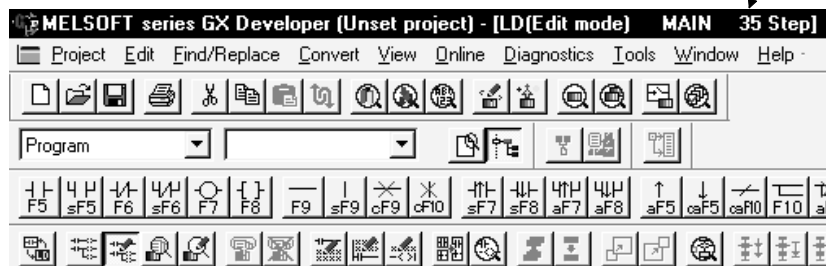 MELSOFT series GX Developer (Unset project) - [LD(Edit mode) MAIN 35 Step]
Project Edit Find/Replace Convert View Online Diagnostics Tools Window Help
Program
F5 sF5 F6 sF6 F7 F8 F9 sF9 cF9 cF10 sF7 sF8 aF7 aF8 aF5 caF5 caF10 F10